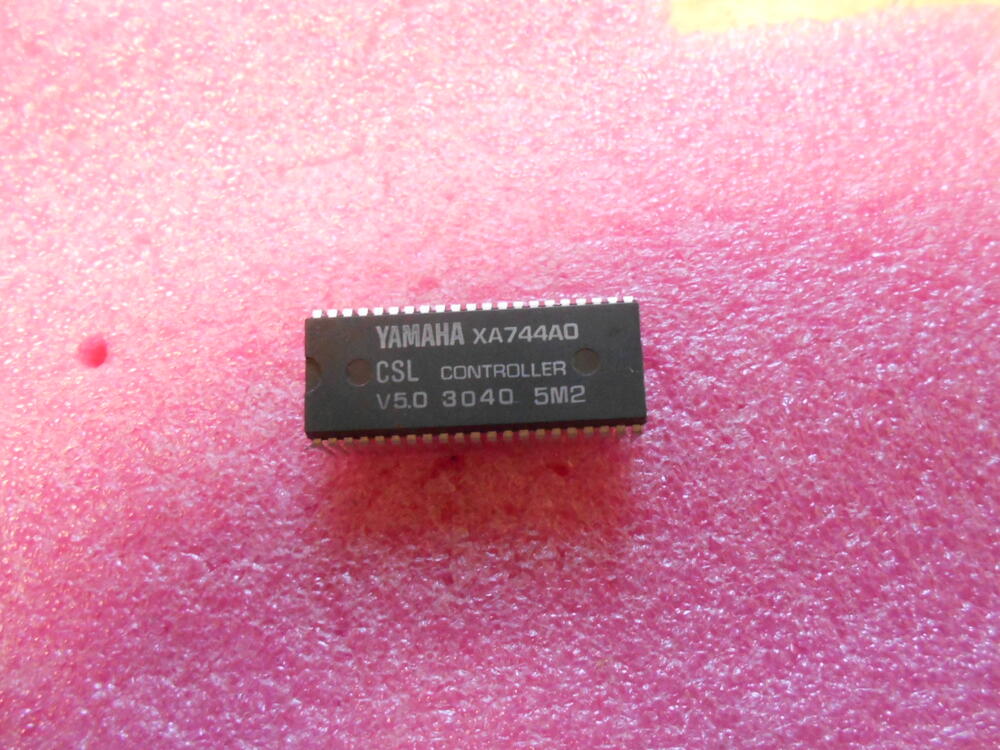 YAMAHA XA744A0
CSL CONTROLLER
V5.0 3040 5M2